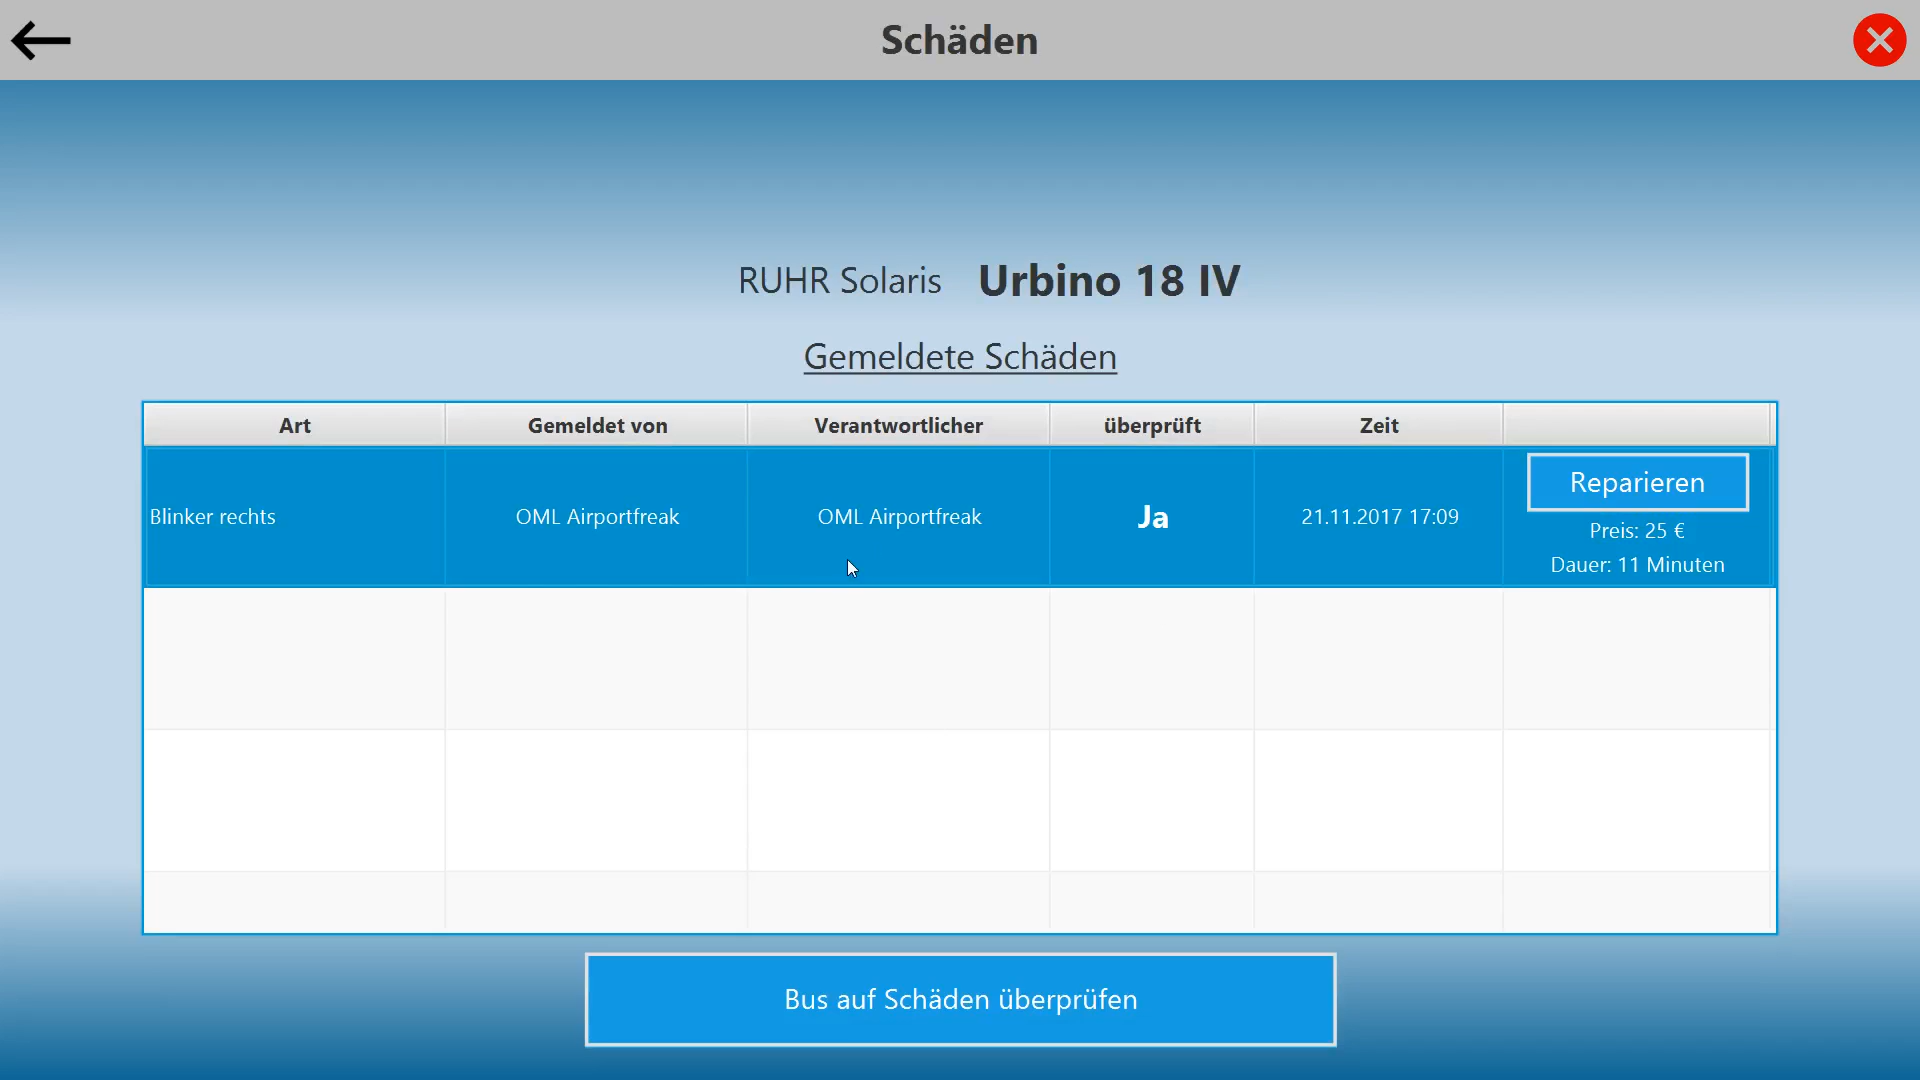 Schäden
RUHR Solaris Urbino 18 IV
Gemeldete Schäden
Art Gemeldet von Verantwortlicher überprüft Zeit
Blinker rechts OML Airportfreak OML Airportfreak Ja 21.11.2017 17:09 Reparieren
Preis: 25 €
Dauer: 11 Minuten
Bus auf Schäden überprüfen